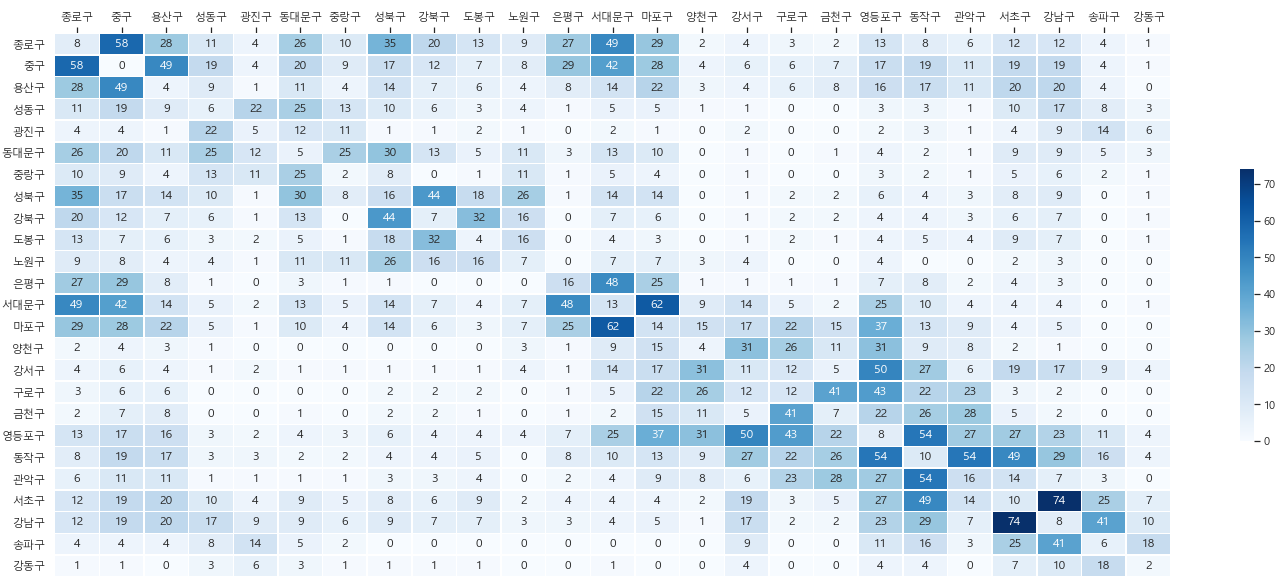 종로구 중구 용산구 성동구 광진구 동대문구 중랑구 성북구 강북구 도봉구 노원구 은평구 서대문구 마포구 양천구 강서구 구로구 금천구 영등포구 동작구 관악구 서초구 강남구 송파구 강동구
종로구 8 58 28 11 4 26 10 35 20 13 9 27 49 29 2 4 3 2 13 8 6 12 12 4 1
중구 58 0 49 19 4 20 9 17 12 7 8 29 42 28 4 6 6 7 17 19 11 19 19 4 1
용산구 28 49 4 9 1 11 4 14 7 6 4 8 14 22 3 4 6 8 16 17 11 20 20 4 0
성동구 11 19 9 6 22 25 13 10 6 3 4 1 5 5 1 1 0 0 3 3 1 10 17 8 3
광진구 4 4 1 22 5 12 11 1 1 2 1 0 2 1 0 2 0 0 2 3 1 4 9 14 6
동대문구 26 20 11 25 12 5 25 30 13 5 11 3 13 10 0 1 0 1 4 2 1 9 9 5 3
중랑구 10 9 4 13 11 25 2 8 0 1 11 1 5 4 0 1 0 0 3 2 1 5 6 2 1
성북구 35 17 14 10 1 30 8 16 44 18 26 1 14 14 0 1 2 2 6 4 3 8 9 0 1
강북구 20 12 7 6 1 13 0 44 7 32 16 0 7 6 0 1 2 2 4 4 3 6 7 0 1
도봉구 13 7 6 3 2 5 1 18 32 4 16 0 4 3 0 1 2 1 4 5 4 9 7 0 1
노원구 9 8 4 4 1 11 11 26 16 16 7 0 7 7 3 4 0 0 4 0 0 2 3 0 0
은평구 27 29 8 1 0 3 1 1 0 0 0 16 48 25 1 1 1 1 7 8 2 4 3 0 0
서대문구 49 42 14 5 2 13 5 14 7 4 7 48 13 62 9 14 5 2 25 10 4 4 4 0 1
마포구 29 28 22 5 1 10 4 14 6 3 7 25 62 14 15 17 22 15 37 13 9 4 5 0 0
양천구 2 4 3 1 0 0 0 0 0 0 3 1 9 15 4 31 26 11 31 9 8 2 1 0 0
강서구 4 6 4 1 2 1 1 1 1 1 4 1 14 17 31 11 12 5 50 27 6 19 17 9 4
구로구 3 6 6 0 0 0 0 2 2 2 0 1 5 22 26 12 12 41 43 22 23 3 2 0 0
금천구 2 7 8 0 0 1 0 2 2 1 0 1 2 15 11 5 41 7 22 26 28 5 2 0 0
영등포구 13 17 16 3 2 4 3 6 4 4 4 7 25 37 31 50 43 22 8 54 27 27 23 11 4
동작구 8 19 17 3 3 2 2 4 4 5 0 8 10 13 9 27 22 26 54 10 54 49 29 16 4
관악구 6 11 11 1 1 1 1 3 3 4 0 2 4 9 8 6 23 28 27 54 16 14 7 3 0
서초구 12 19 20 10 4 9 5 8 6 9 2 4 4 4 2 19 3 5 27 49 14 10 74 25 7
강남구 12 19 20 17 9 9 6 9 7 7 3 3 4 5 1 17 2 2 23 29 7 74 8 41 10
송파구 4 4 4 8 14 5 2 0 0 0 0 0 0 0 0 9 0 0 11 16 3 25 41 6 18
강동구 1 1 0 3 6 3 1 1 1 1 0 0 1 0 0 4 0 0 4 4 0 7 10 18 2
70
60
50
40
30
20
10
0